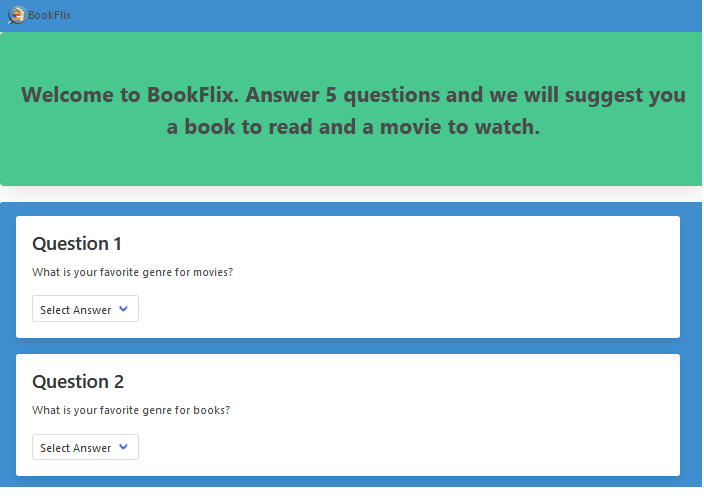 BookFlix
Welcome to BookFlix. Answer 5 questions and we will suggest you
a book to read and a movie to watch.
Question 1
What is your favorite genre for movies?
Select Answer
Question 2
What is your favorite genre for books?
Select Answer